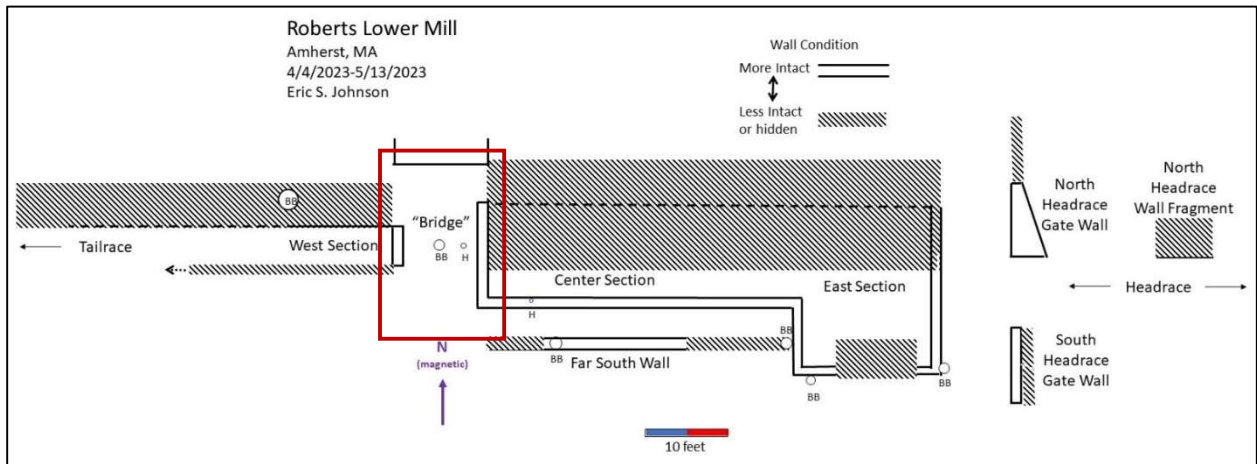 Roberts Lower Mill
Amherst, MA
4/4/2023-5/13/2023
Eric S. Johnson
Wall Condition
More Intact
Less Intact
or hidden
BB
"Bridge"
West Section
Tailrace
BB
H
Center Section
East Section
H
BB
BB
Far South Wall
BB
BB
North
Headrace
Gate Wall
North
Headrace
Wall Fragment
Headrace
South
Headrace
Gate Wall
N
(magnetic)
10 feet